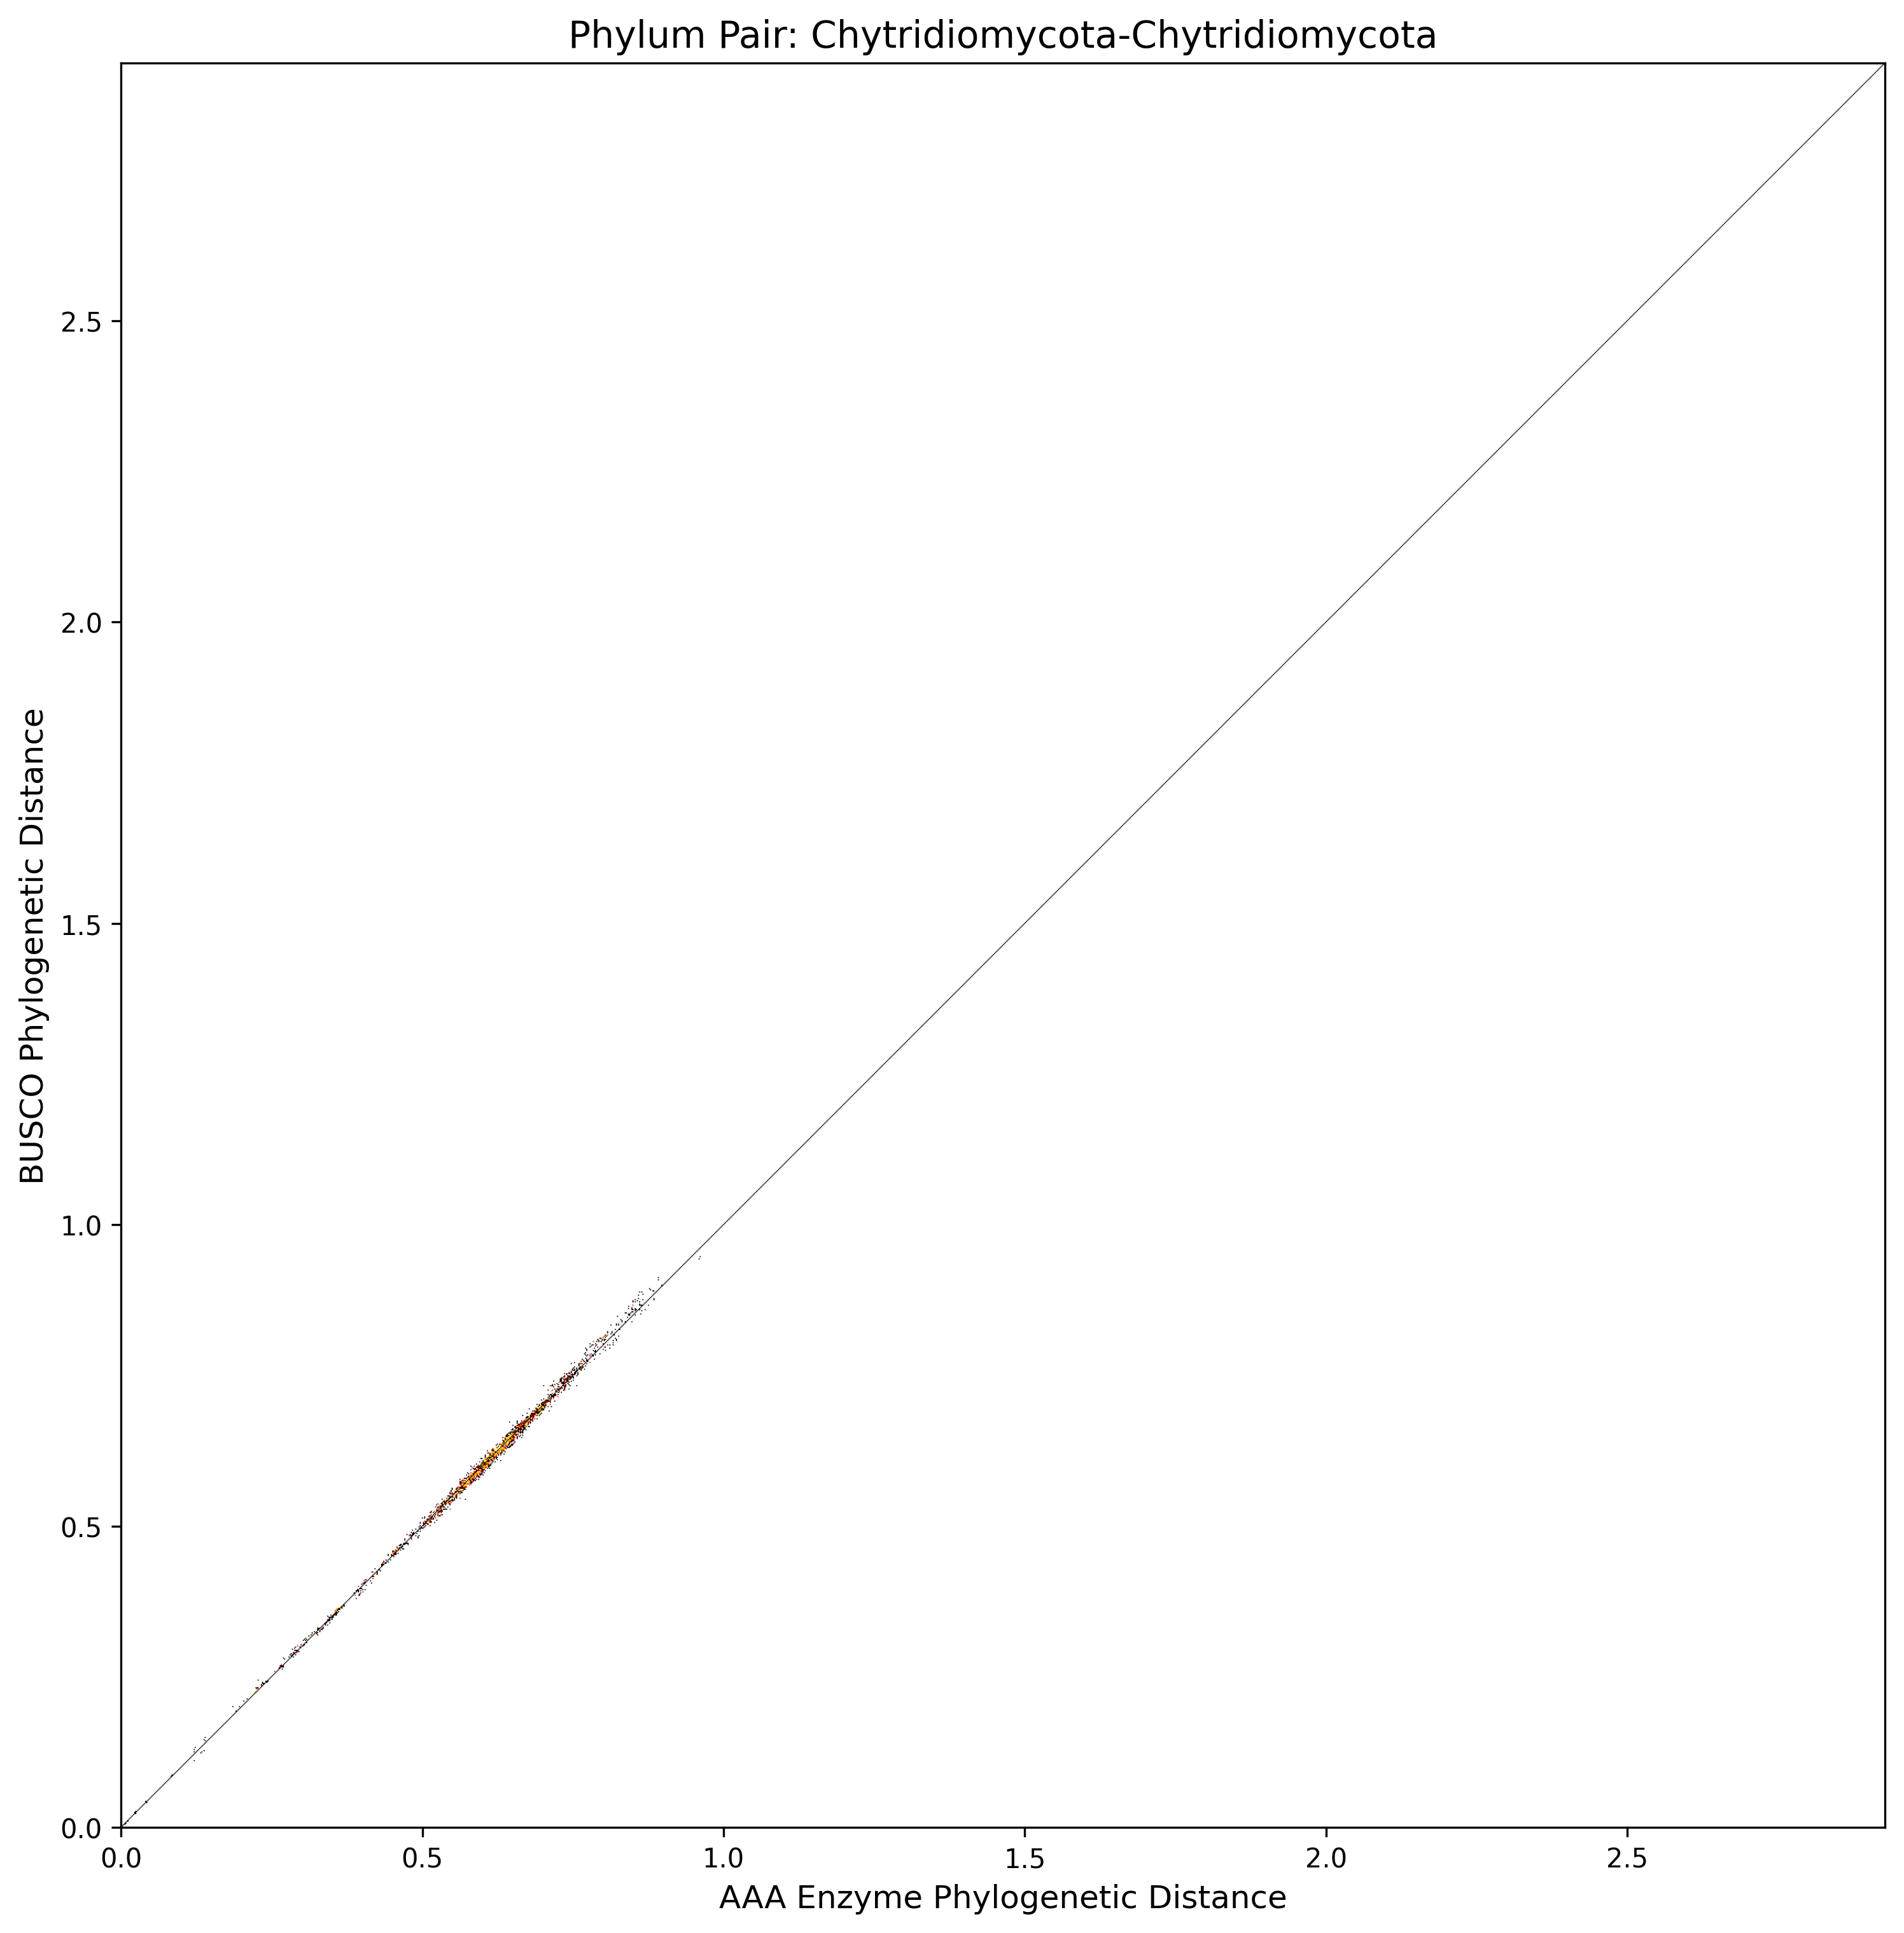 Phylum Pair: Chytridiomycota-Chytridiomycota
BUSCO Phylogenetic Distance
2.5
2.0
1.5
1.0
0.5
0.0
0.0 0.5 1.0 1.5 2.0 2.5
AAA Enzyme Phylogenetic Distance